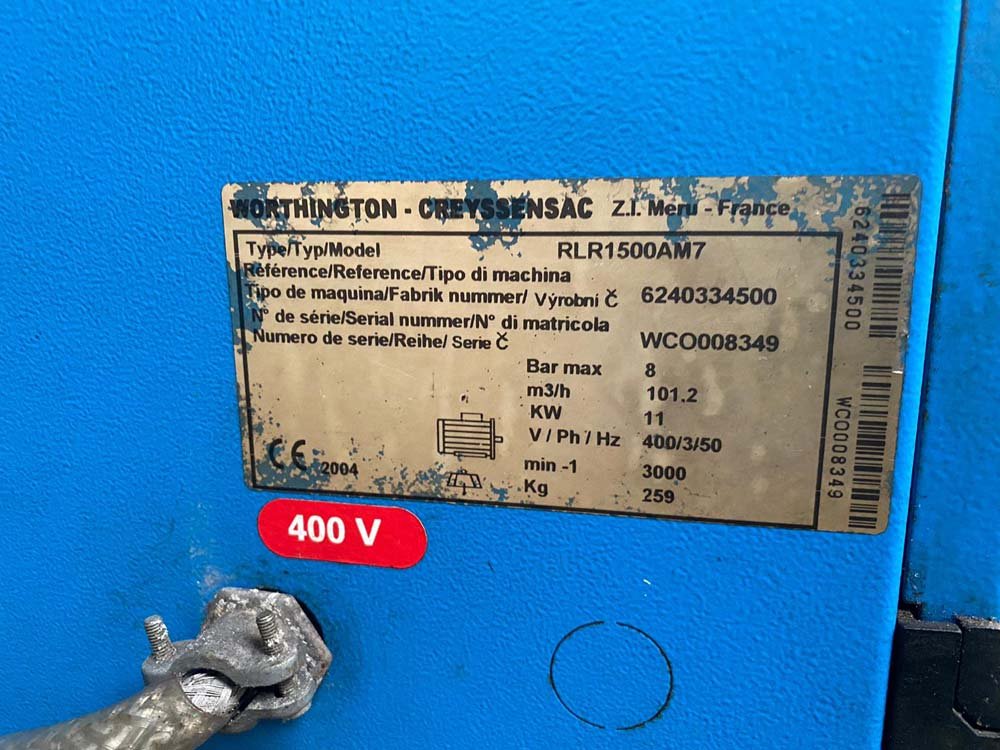 WORTHINGTON - CREYSSENSAC Z.I. Meru - France
Type/Typ/Model RLR1500AM7
Référence/Reference/Tipo di machina
Tipo de maquina/Fabrik nummer/ Výrobní Č 6240334500
N° de série/Serial nummer/N° di matricola
Numero de serie/Reihe/ Serie Č WCO008349
Bar max 8
m3/h 101.2
KW 11
V / Ph / Hz 400/3/50
min -1 3000
Kg 259
CE 2004
6240334500
WCO008349
400 V